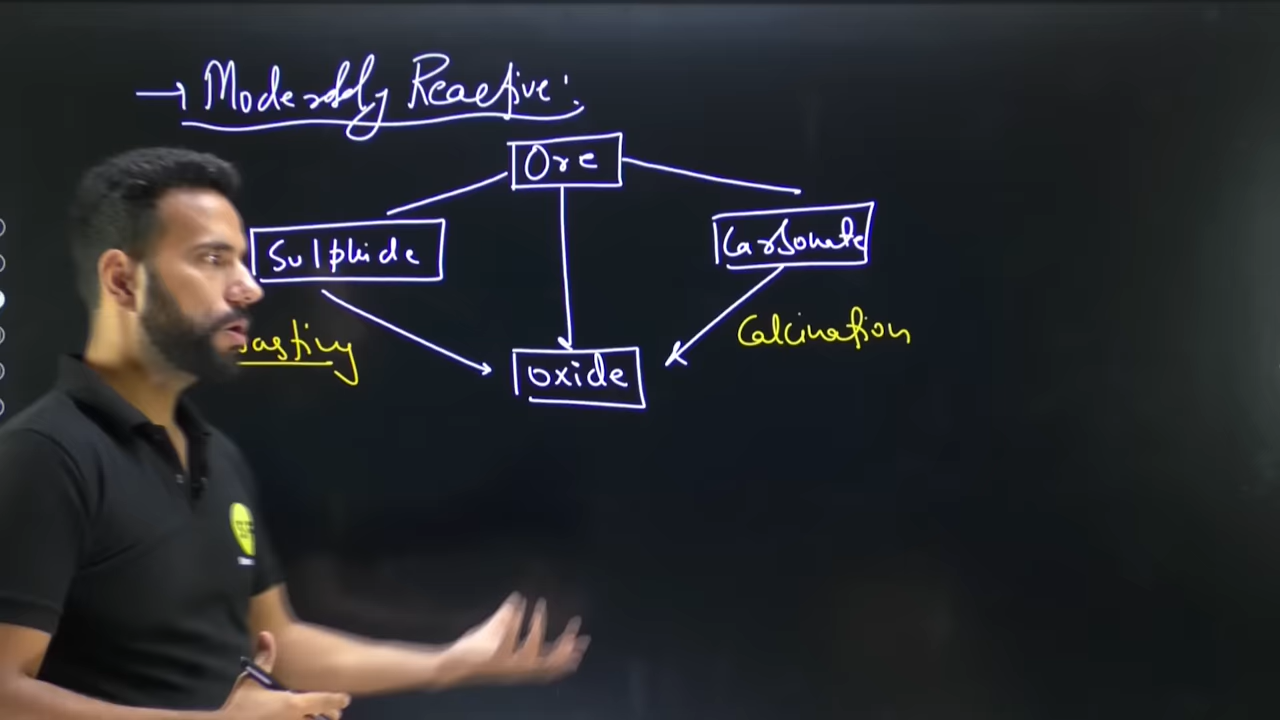 → Moderately Reactive:
Ore
Sulphide
Carbonate
Calcination
oxide